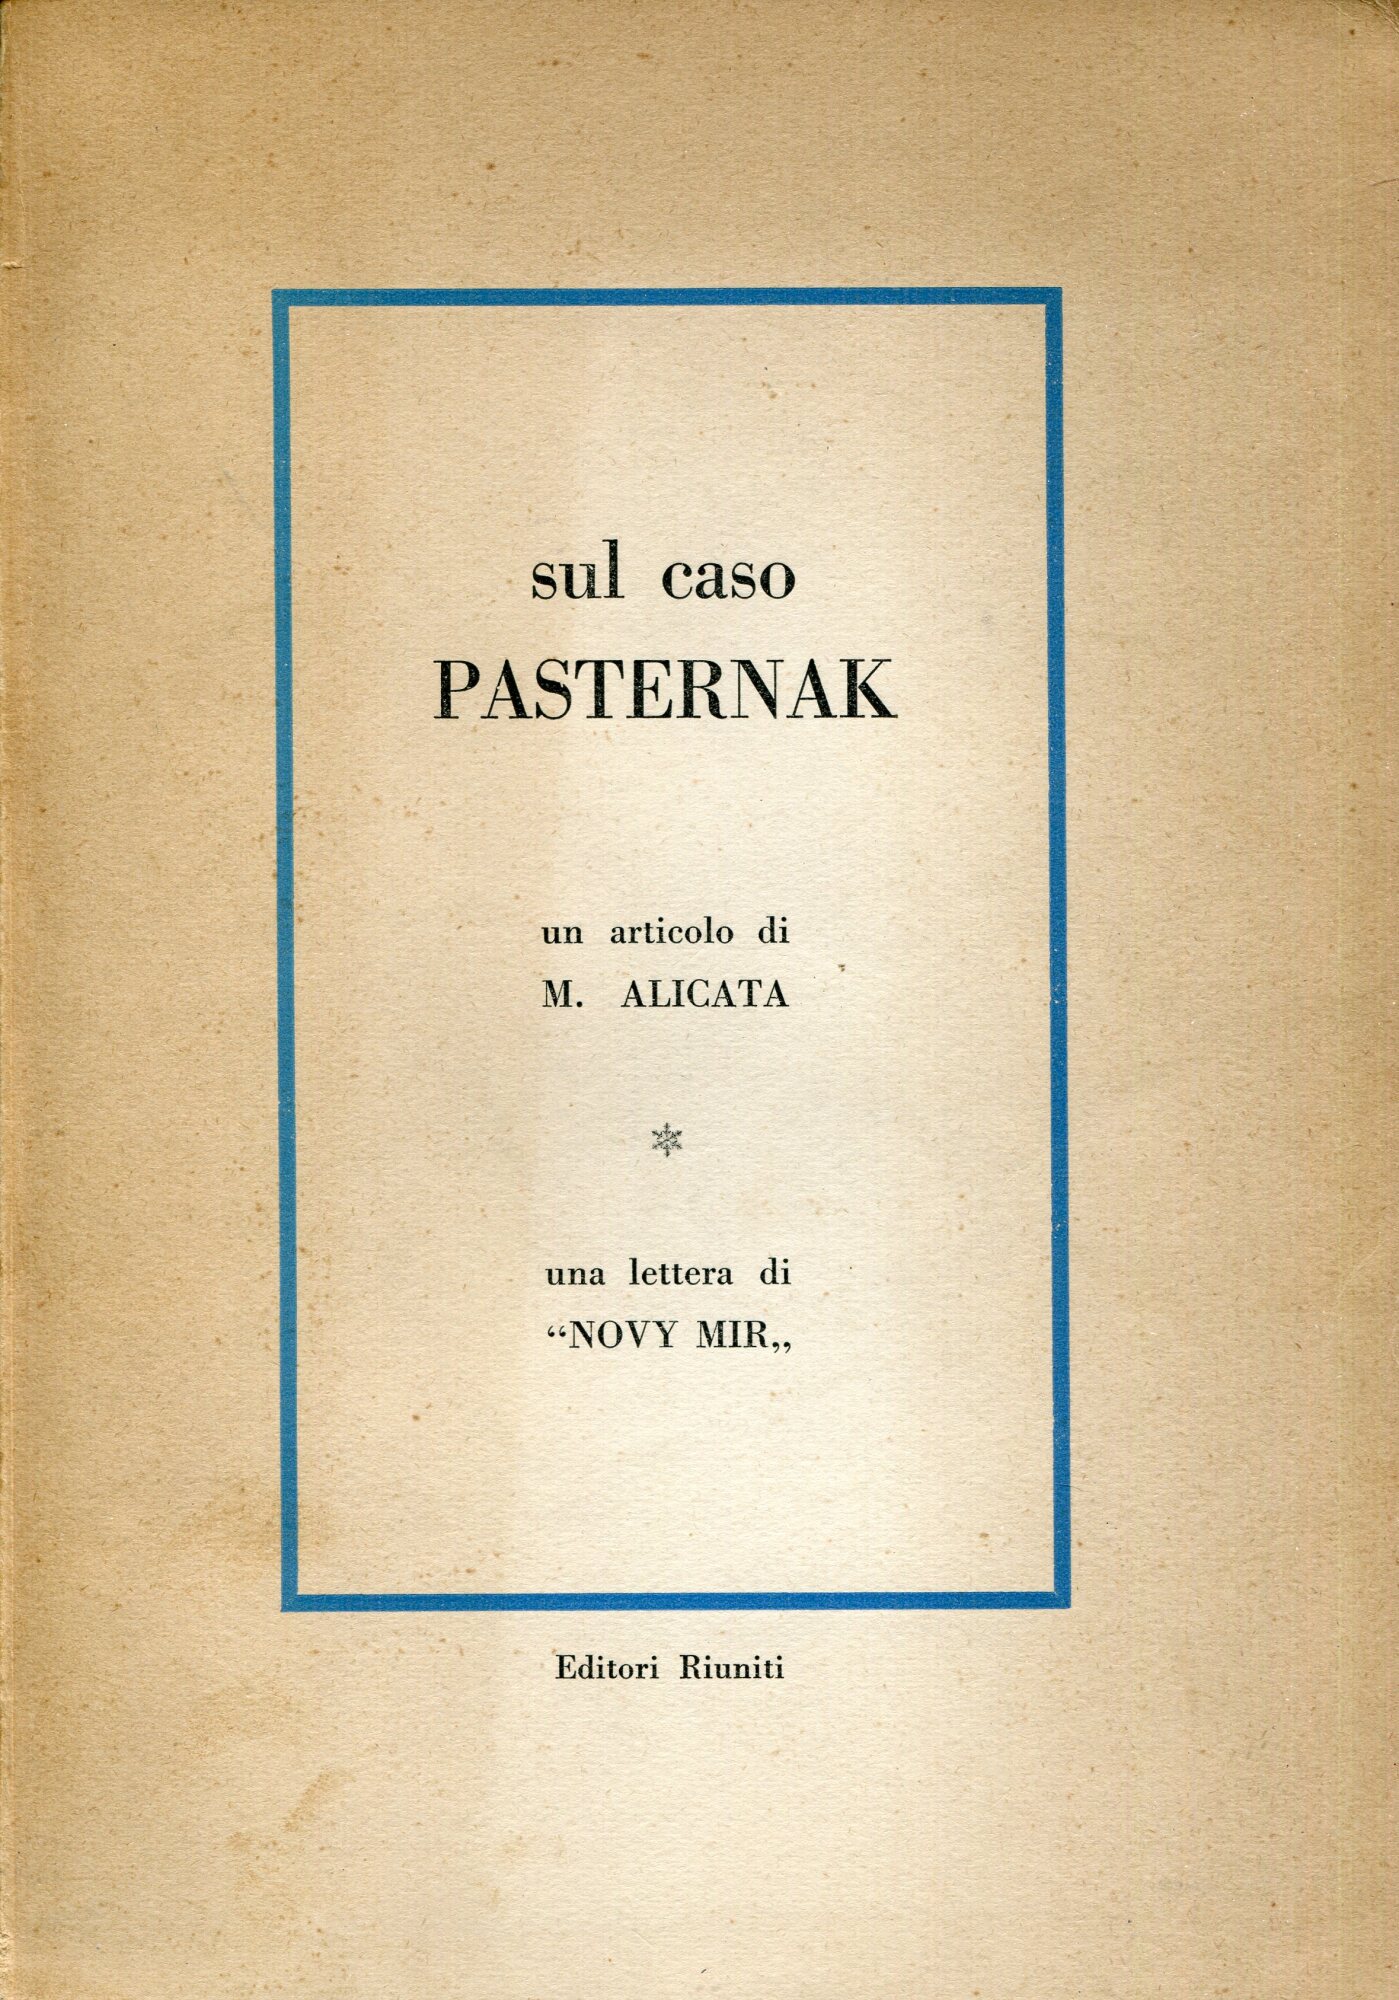 sul caso
PASTERNAK
un articolo di
M. ALICATA
una lettera di
“NOVY MIR„
Editori Riuniti